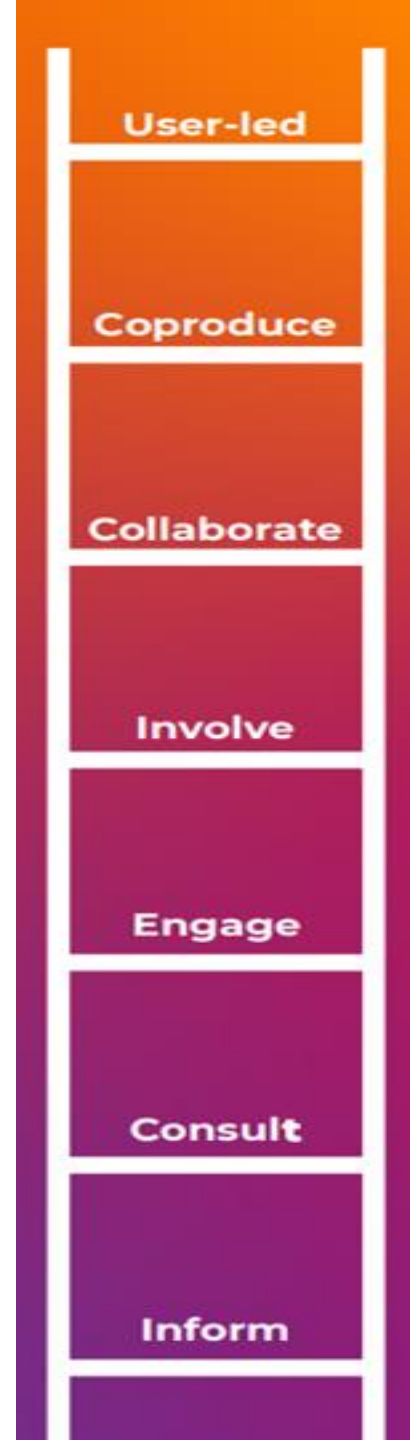 User-led
Coproduce
Collaborate
Involve
Engage
Consult
Inform